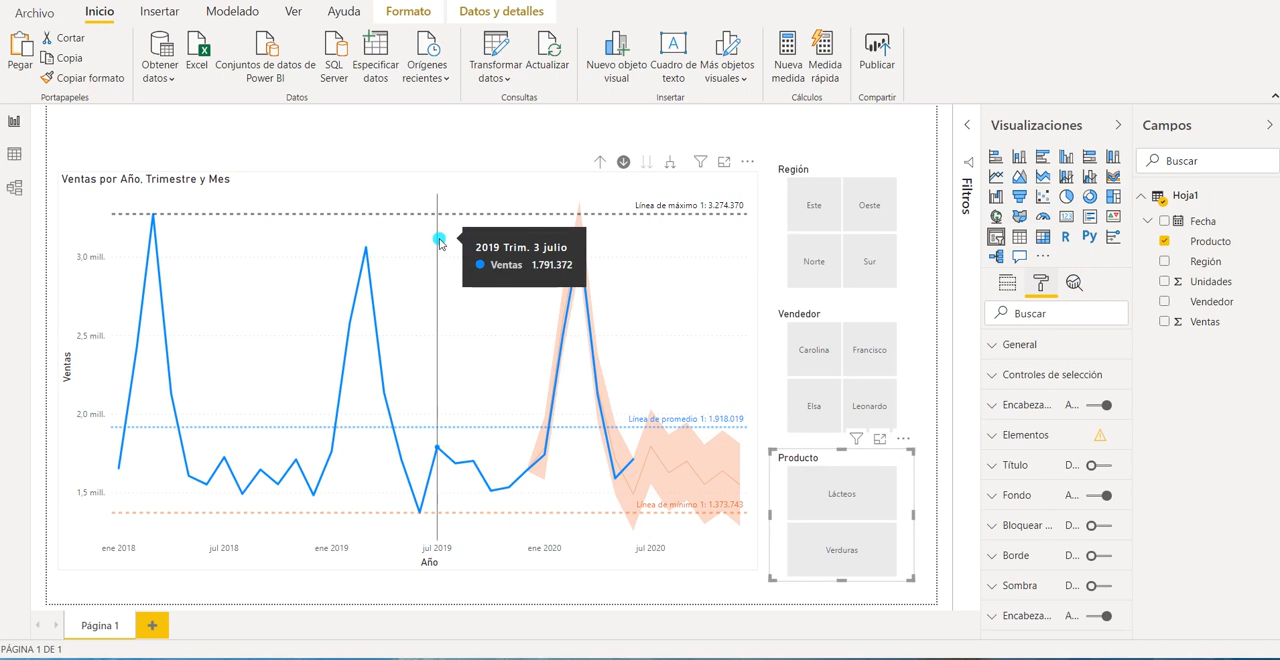 Archivo
Inicio
Insertar
Modelado
Ver
Ayuda
Formato
Datos y detalles
Pegar
Cortar
Copia
Copiar formato
Portapapeles
Obtener
datos
Excel
Conjuntos de datos de
Power BI
SQL
Server
Especificar
datos
Orígenes
recientes
Datos
Transformar
datos
Actualizar
Consultas
Nuevo objeto
visual
Cuadro de
texto
Más objetos
visuales
Insertar
Nueva
medida
Medida
rápida
Cálculos
Publicar
Compartir
Ventas por Año, Trimestre y Mes
Línea de máximo 1: 3.274.370
2019 Trim. 3 julio
Ventas 1.791.372
3,0 mill.
2,5 mill.
2,0 mill.
1,5 mill.
Ventas
Línea de promedio 1: 1.918.019
Línea de mínimo 1: 1.373.743
ene 2018
jul 2018
ene 2019
jul 2019
ene 2020
jul 2020
Año
Región
Este
Oeste
Norte
Sur
Vendedor
Carolina
Francisco
Elsa
Leonardo
Producto
Lácteos
Verduras
Filtros
Visualizaciones
R
Py
Buscar
General
Controles de selección
Encabeza... A...
Elementos
Título D...
Fondo A...
Bloquear ... D...
Borde D...
Sombra D...
Encabeza... A...
Campos
Buscar
Hoja1
Fecha
Producto
Región
Σ Unidades
Vendedor
Σ Ventas
Página 1
PÁGINA 1 DE 1